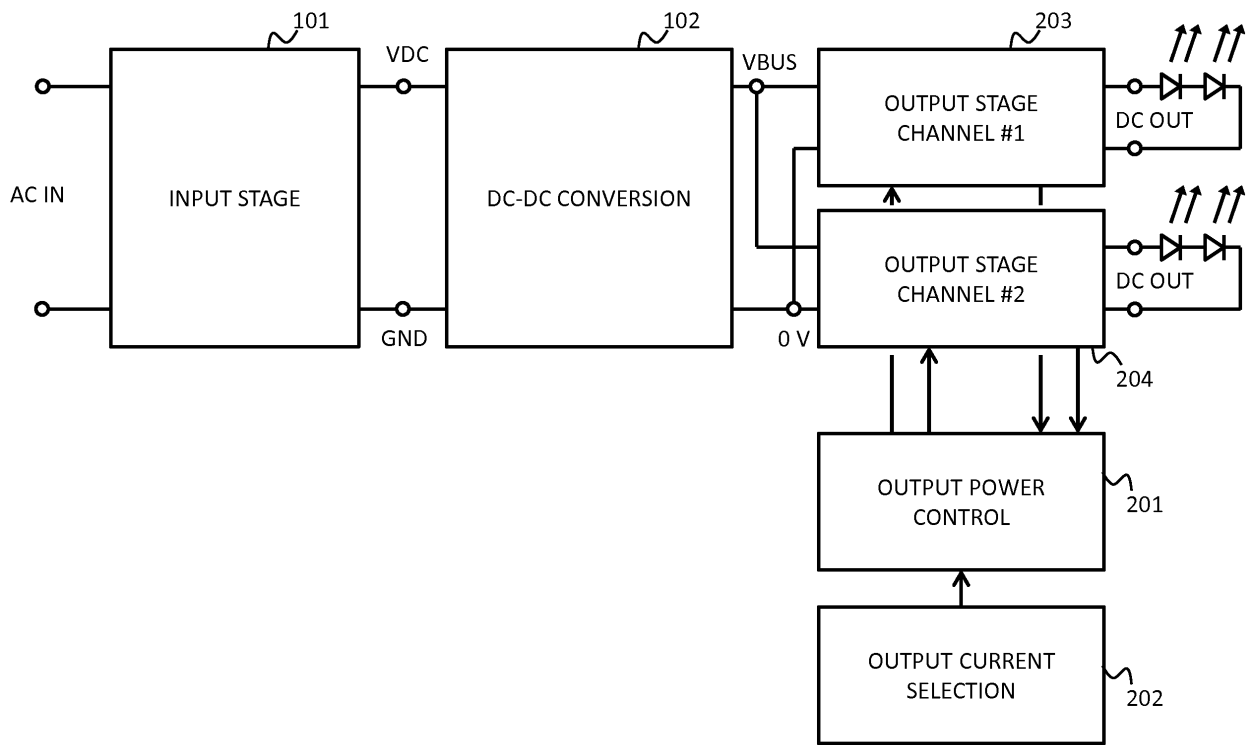 101
102
203
VDC
VBUS
OUTPUT STAGE
CHANNEL #1
DC OUT
AC IN
INPUT STAGE
DC-DC CONVERSION
OUTPUT STAGE
CHANNEL #2
DC OUT
GND
0 V
204
OUTPUT POWER
CONTROL
201
OUTPUT CURRENT
SELECTION
202